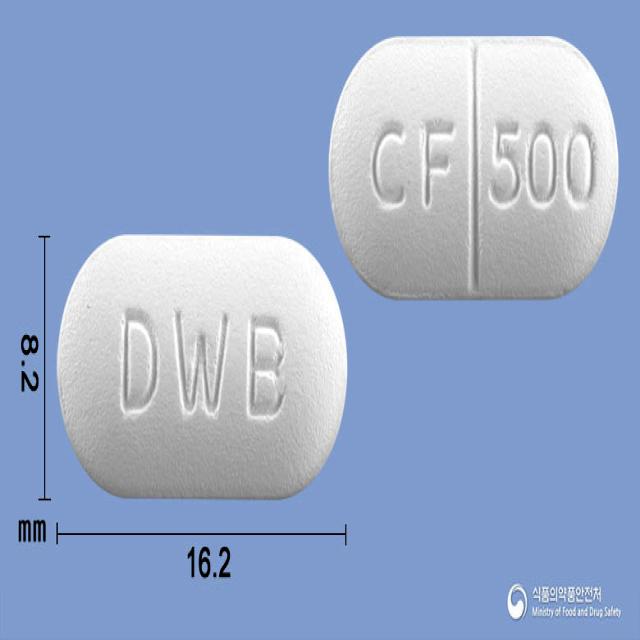 CF 500
DWB
8.2
mm
16.2
식품의약품안전처
Ministry of Food and Drug Safety